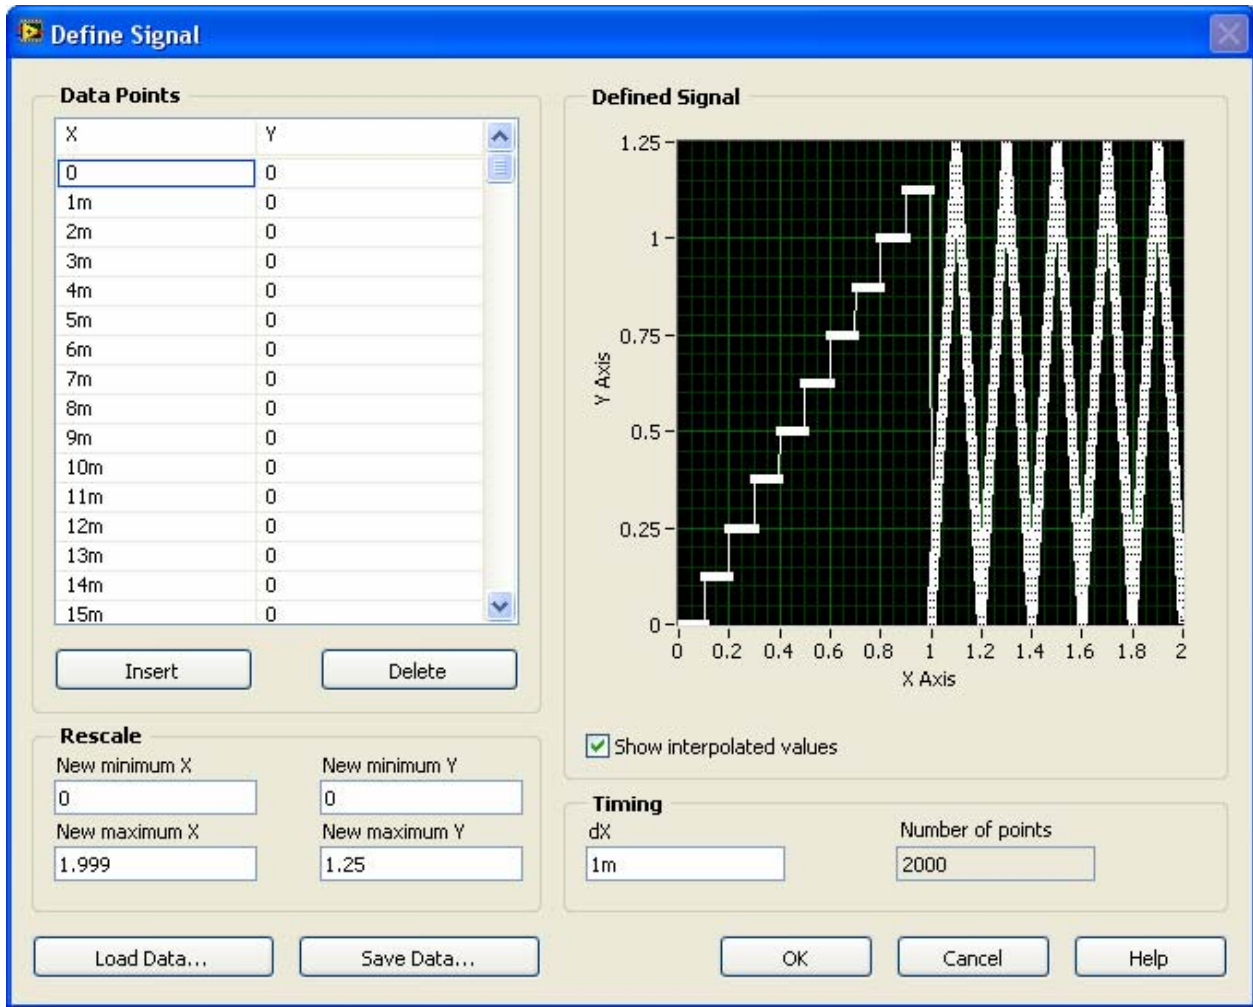 Define Signal
Data Points
X Y
0 0
1m 0
2m 0
3m 0
4m 0
5m 0
6m 0
7m 0
8m 0
9m 0
10m 0
11m 0
12m 0
13m 0
14m 0
15m 0
Insert Delete
Rescale
New minimum X New minimum Y
0 0
New maximum X New maximum Y
1.999 1.25
Load Data... Save Data...
Defined Signal
1.25
1
0.75
0.5
0.25
0
Y Axis
0 0.2 0.4 0.6 0.8 1 1.2 1.4 1.6 1.8 2
X Axis
Show interpolated values
Timing
dX Number of points
1m 2000
OK Cancel Help